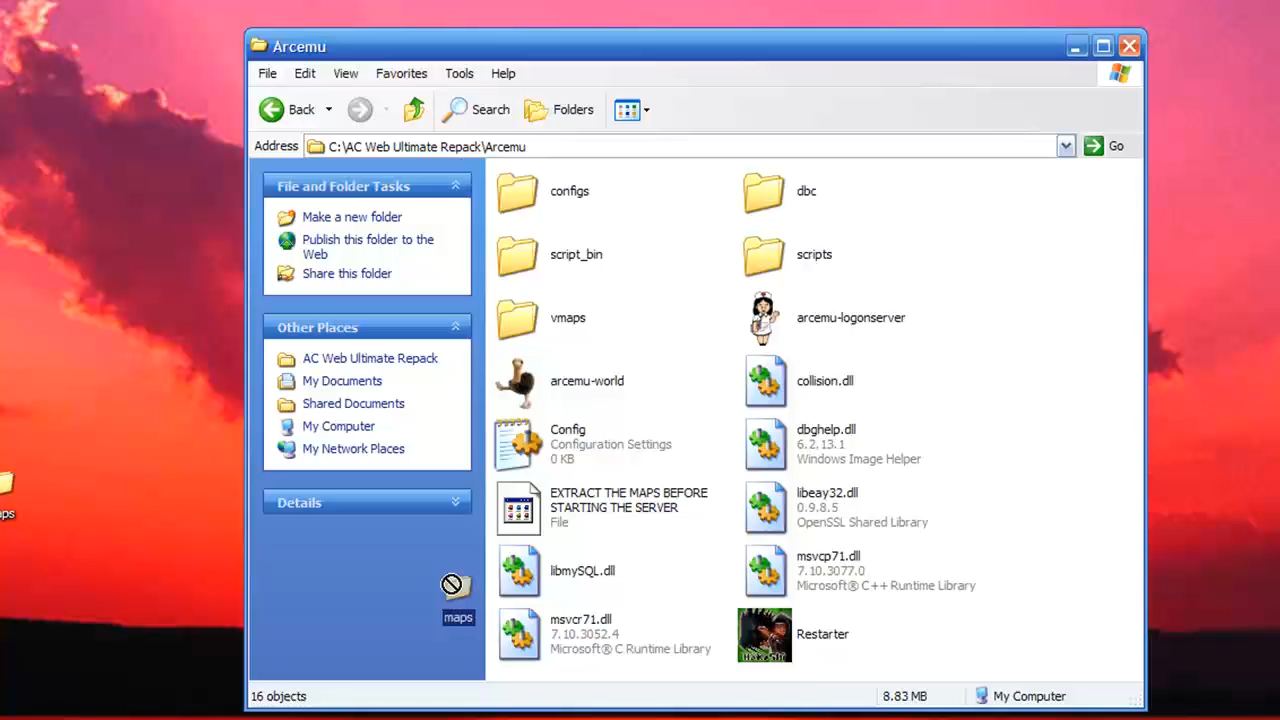 Arcemu
File Edit View Favorites Tools Help
Back Search Folders
Address C:\AC Web Ultimate Repack\Arcemu Go
File and Folder Tasks
Make a new folder
Publish this folder to the
Web
Share this folder
Other Places
AC Web Ultimate Repack
My Documents
Shared Documents
My Computer
My Network Places
Details
maps
configs
dbc
script_bin
scripts
vmaps
arcemu-logonserver
arcemu-world
collision.dll
Config
Configuration Settings
0 KB
dbghelp.dll
6.2.13.1
Windows Image Helper
EXTRACT THE MAPS BEFORE
STARTING THE SERVER
File
libeay32.dll
0.9.8.5
OpenSSL Shared Library
libmySQL.dll
msvcp71.dll
7.10.3077.0
Microsoft® C++ Runtime Library
msvcr71.dll
7.10.3052.4
Microsoft® C Runtime Library
Restarter
16 objects 8.83 MB My Computer